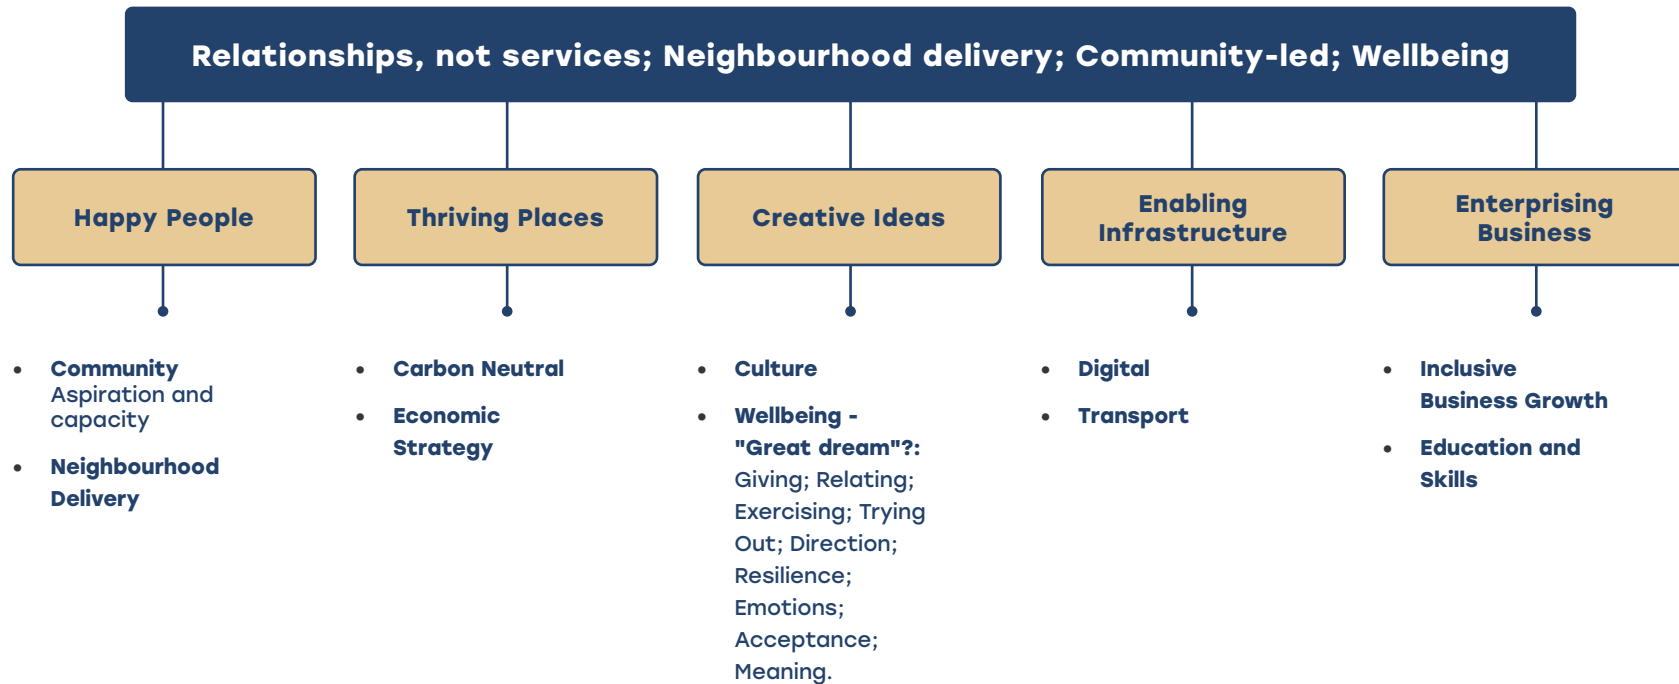 Relationships, not services; Neighbourhood delivery; Community-led; Wellbeing
Happy People
Thriving Places
Creative Ideas
Enabling
Infrastructure
Enterprising
Business
• Community
Aspiration and
capacity
• Neighbourhood
Delivery
• Carbon Neutral
• Economic
Strategy
• Culture
• Wellbeing -
"Great dream"?:
Giving; Relating;
Exercising; Trying
Out; Direction;
Resilience;
Emotions;
Acceptance;
Meaning.
• Digital
• Transport
• Inclusive
Business Growth
• Education and
Skills